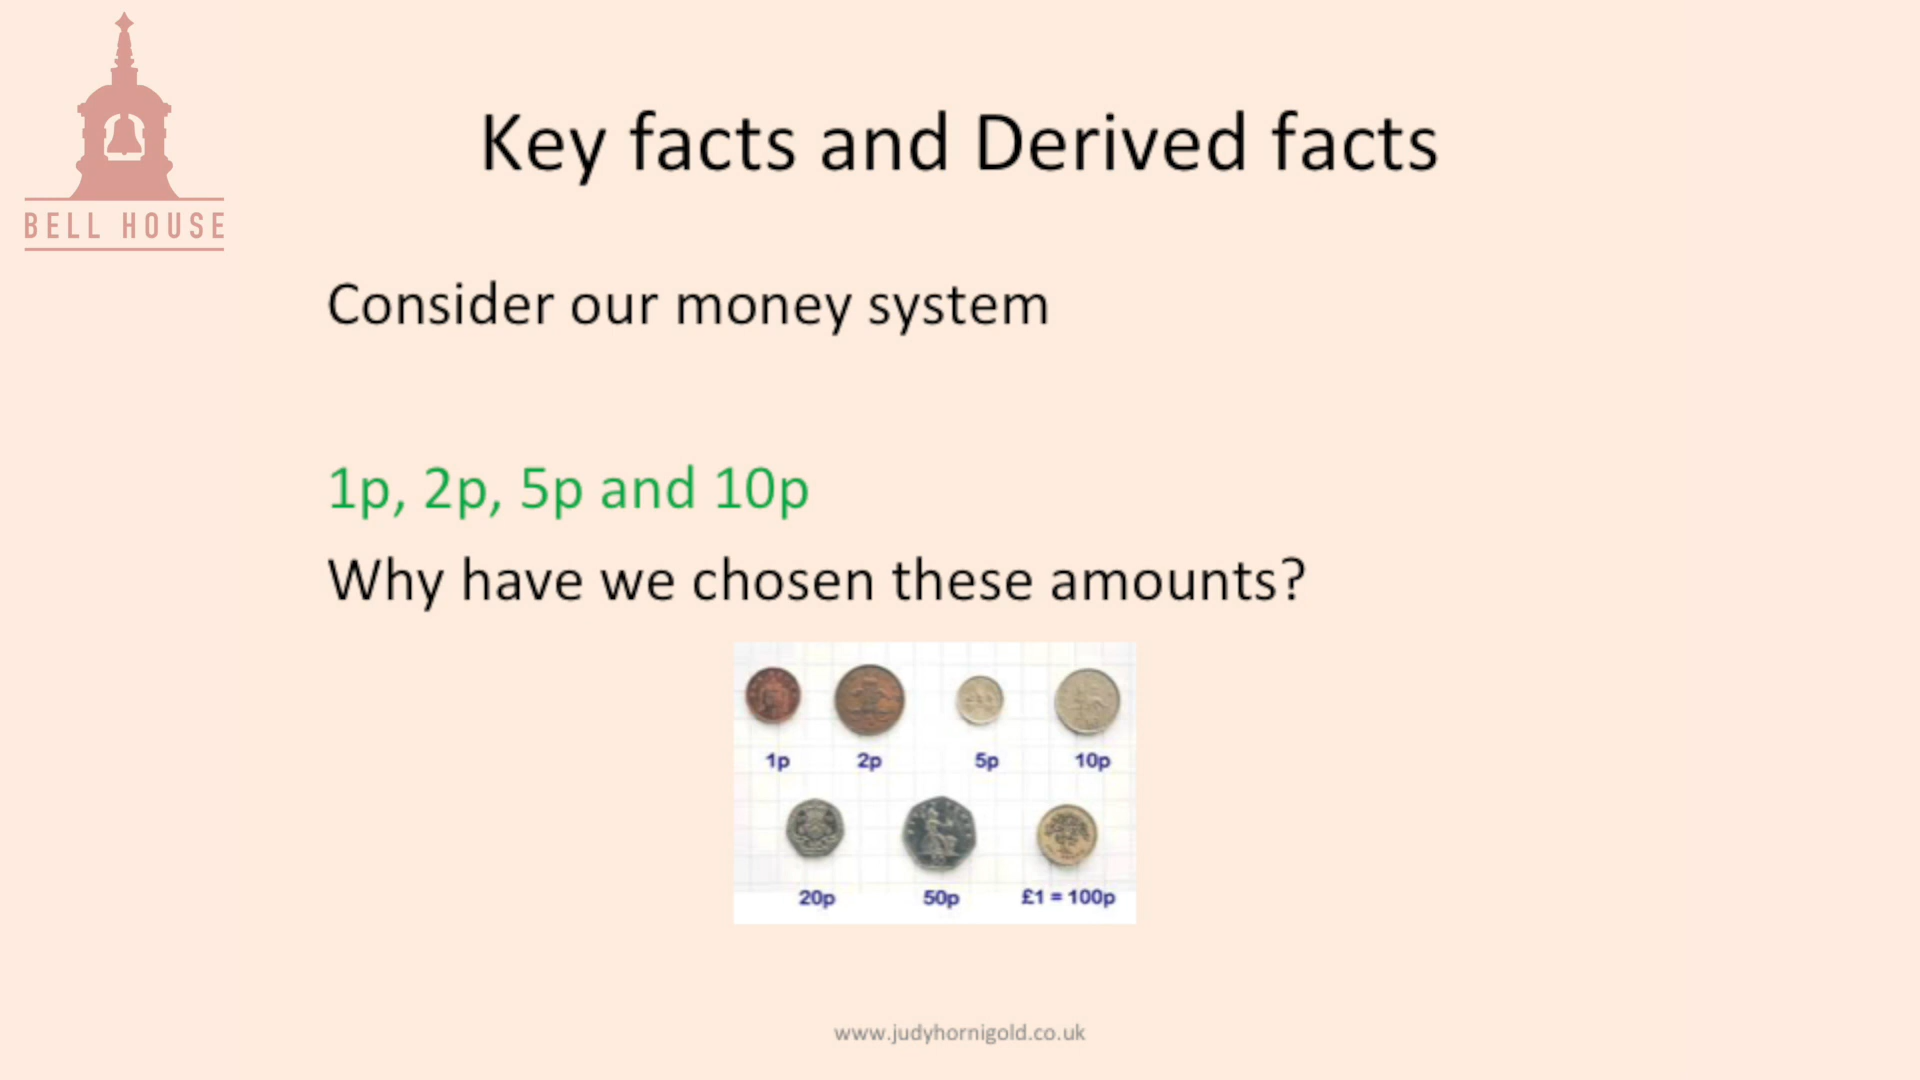 BELL HOUSE
Key facts and Derived facts
Consider our money system
1p, 2p, 5p and 10p
Why have we chosen these amounts?
1p 2p 5p 10p
20p 50p £1 = 100p
www.judyhornigold.co.uk